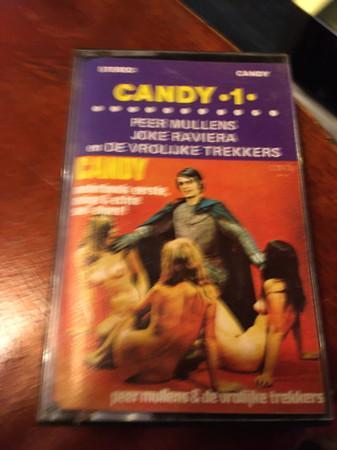 STEREO
CANDY
CANDY •1•
PEER MULLENS
JOKE RAVIERA
en DE VROLIJKE TREKKERS
CANDY
peer mullens & de vrolijke trekkers